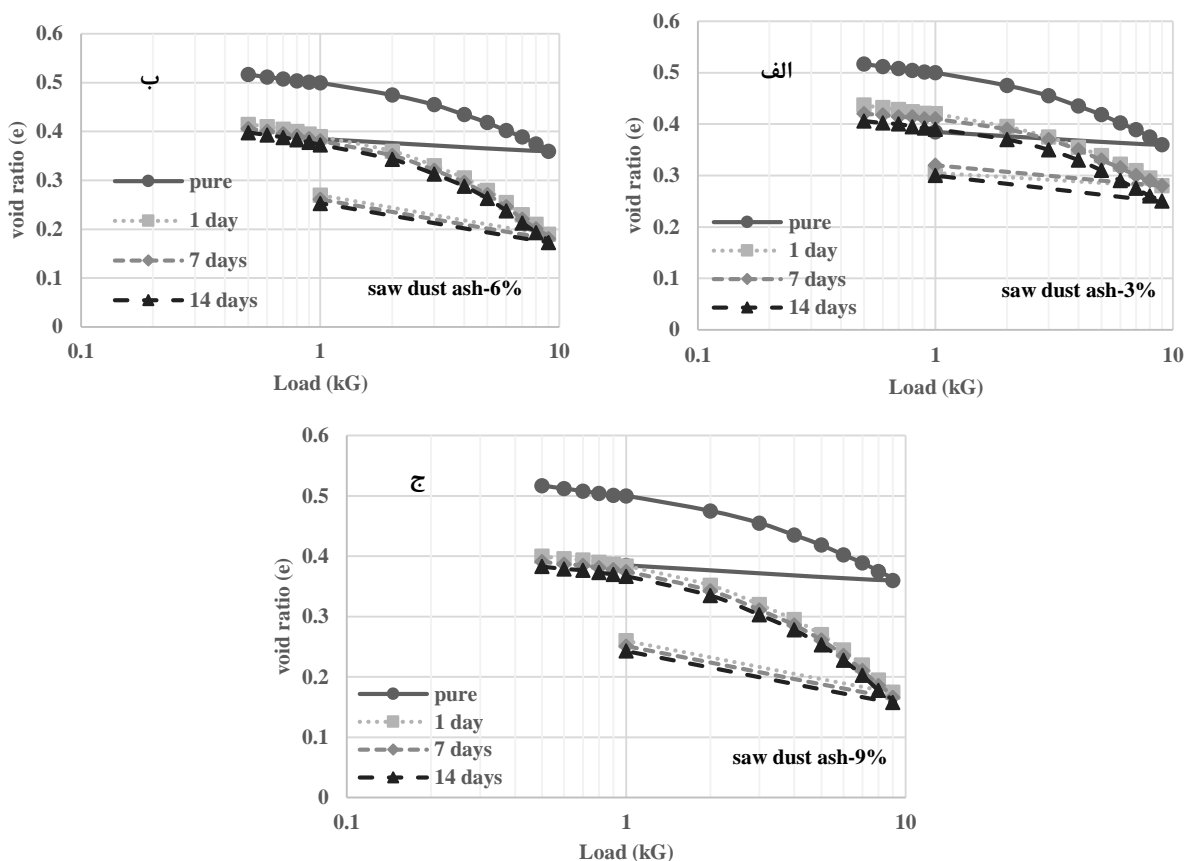 ب
0.6
0.5
0.4
0.3
0.2
0.1
0
void ratio (e)
pure
1 day
7 days
14 days
saw dust ash-6%
0.1
1
10
Load (kG)
الف
0.6
0.5
0.4
0.3
0.2
0.1
0
void ratio (e)
pure
1 day
7 days
14 days
saw dust ash-3%
0.1
1
10
Load (kG)
ج
0.6
0.5
0.4
0.3
0.2
0.1
0
void ratio (e)
pure
1 day
7 days
14 days
saw dust ash-9%
0.1
1
10
Load (kG)